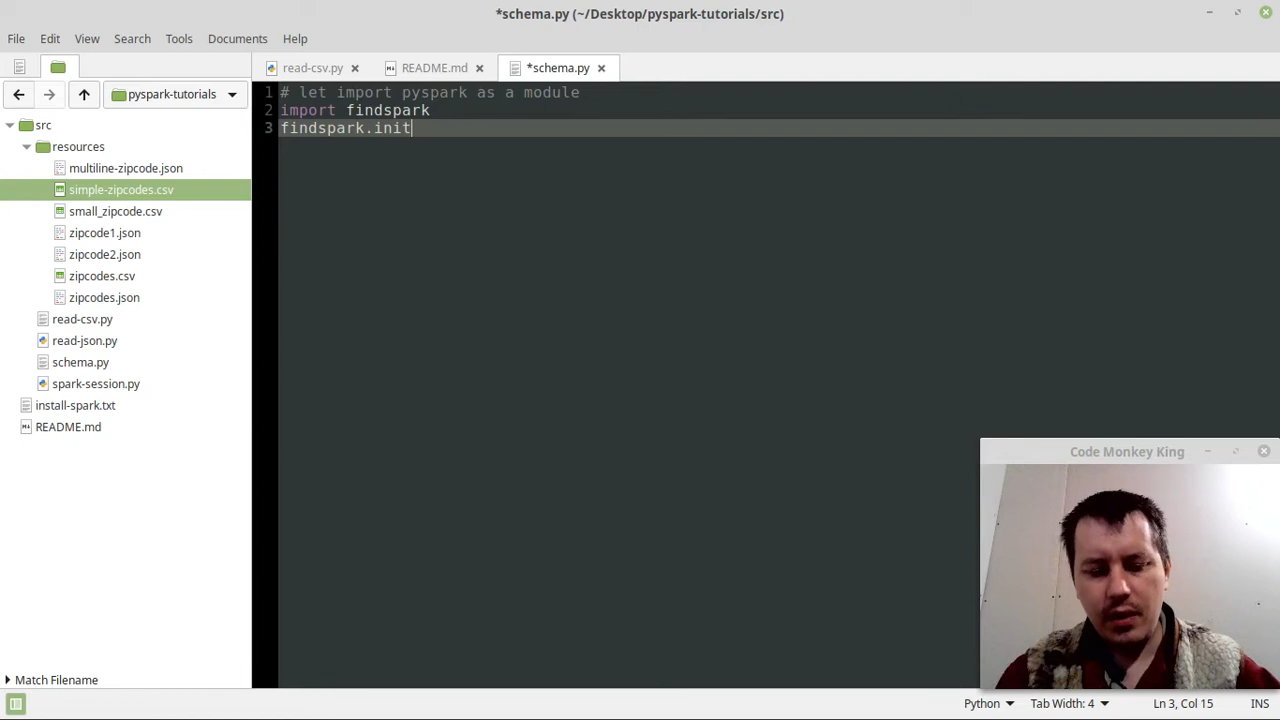 *schema.py (~/Desktop/pyspark-tutorials/src)
File Edit View Search Tools Documents Help
read-csv.py
README.md
*schema.py
pyspark-tutorials
src
resources
multiline-zipcode.json
simple-zipcodes.csv
small_zipcode.csv
zipcode1.json
zipcode2.json
zipcodes.csv
zipcodes.json
read-csv.py
read-json.py
schema.py
spark-session.py
install-spark.txt
README.md
Match Filename
1 # let import pyspark as a module
2 import findspark
3 findspark.init
Code Monkey King
Python Tab Width: 4 Ln 3, Col 15 INS